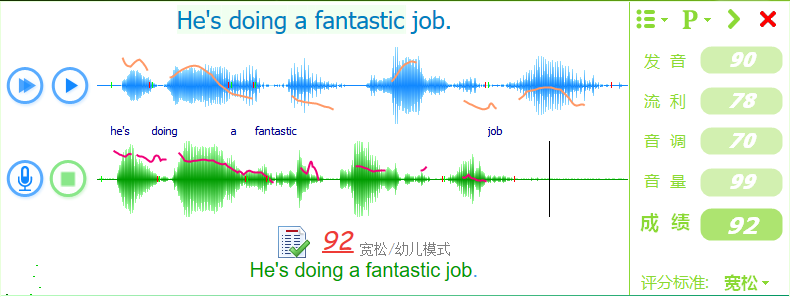 He's doing a fantastic job.
P
发音 90
流利 78
he's doing a fantastic job
音调 70
音量 99
成绩 92
92 宽松/幼儿模式
He's doing a fantastic job.
评分标准: 宽松